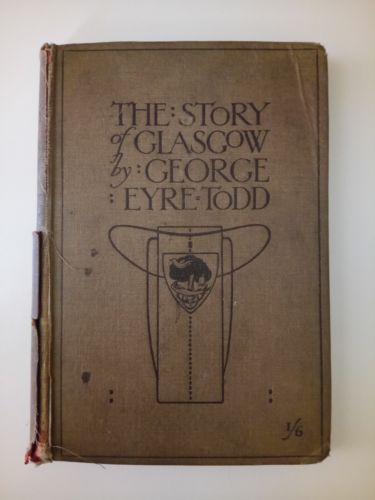 THE : STORY
of GLASGOW
by : GEORGE
: EYRE · TODD
1/6